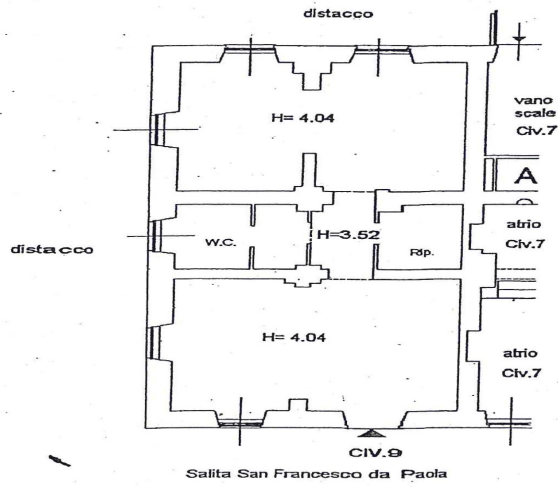 distacco
vano
scale
Civ.7
H= 4.04
A
atrio
Civ.7
W.C.
H=3.52
Rip.
distacco
H= 4.04
atrio
Civ.7
CIV.9
Salita San Francesco da Paola